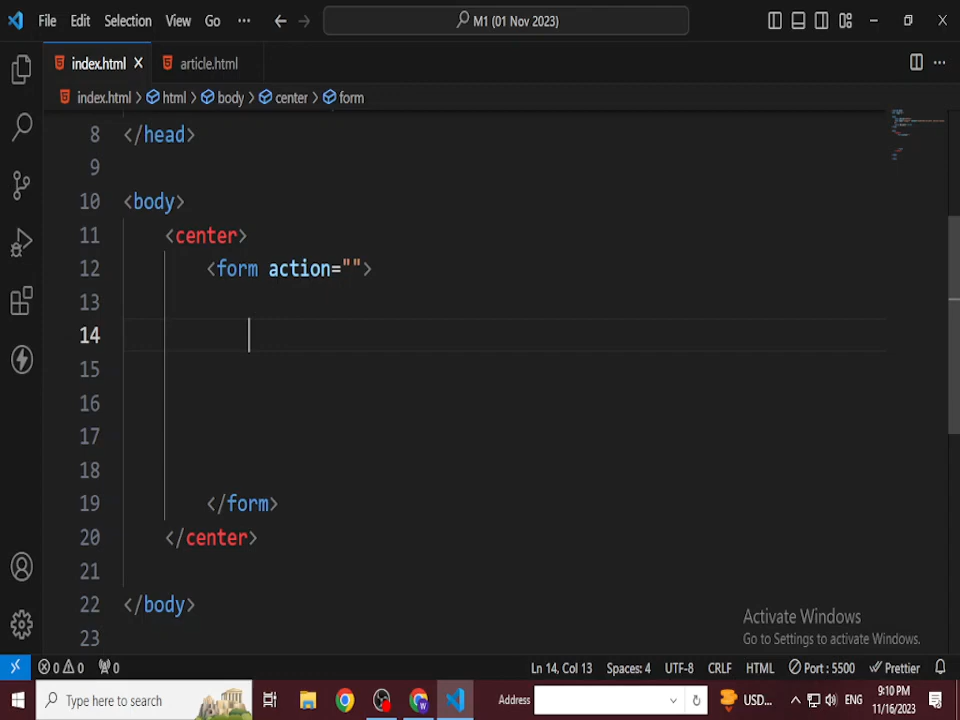 File Edit Selection View Go ··· M1 (01 Nov 2023)
index.html article.html
index.html > html > body > center > form
8 </head>
9
10 <body>
11 <center>
12 <form action="">
13
14
15
16
17
18
19 </form>
20 </center>
21
22 </body>
23
Activate Windows
Go to Settings to activate Windows.
0 0 0 Ln 14, Col 13 Spaces: 4 UTF-8 CRLF HTML Port : 5500 Prettier
Type here to search Address USD... ENG 9:10 PM
11/16/2023